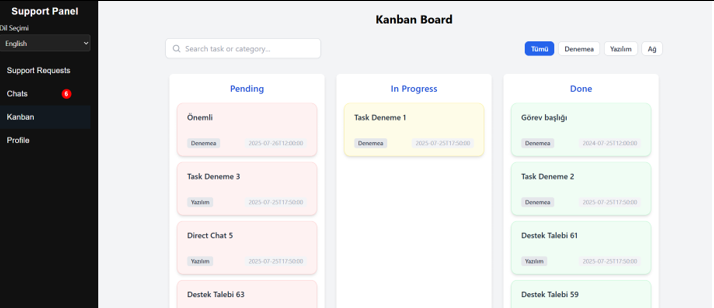 Support Panel
Dil Seçimi
English
Support Requests
Chats 6
Kanban
Profile
Kanban Board
Search task or category...
Tümü Denemea Yazılım Ağ
Pending
Önemli
Denemea 2025-07-26T12:00:00
Task Deneme 3
Yazılım 2025-07-25T17:50:00
Direct Chat 5
Yazılım 2025-07-25T17:50:00
Destek Talebi 63
In Progress
Task Deneme 1
Denemea 2025-07-25T17:50:00
Done
Görev başlığı
Denemea 2024-07-25T12:00:00
Task Deneme 2
Denemea 2025-07-25T17:50:00
Destek Talebi 61
Yazılım 2025-07-25T17:50:00
Destek Talebi 59